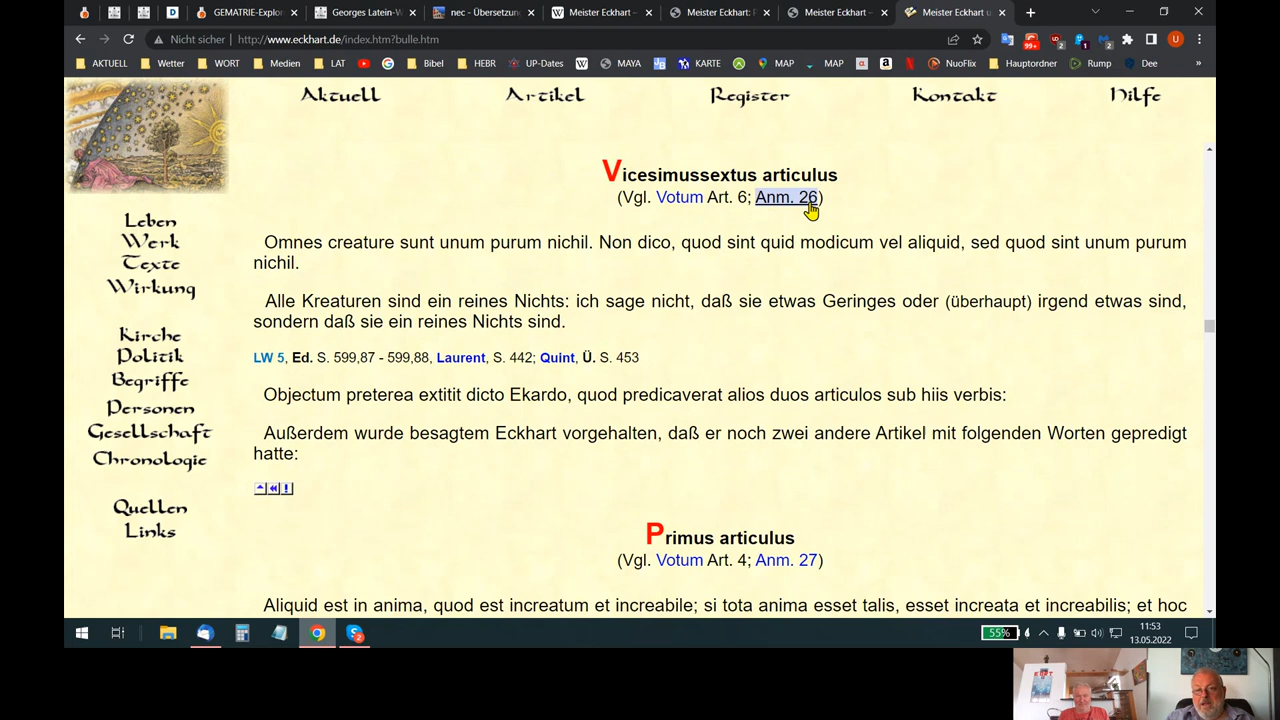 GEMATRIE-Explor
Georges Latein-W
nec - Übersetzung
Meister Eckhart –
Meister Eckhart: P
Meister Eckhart –
Meister Eckhart u
Nicht sicher | http://www.eckhart.de/index.htm?bulle.htm
AKTUELL Wetter WORT Medien LAT Bibel HEBR UP-Dates MAYA KARTE MAP MAP NuoFlix Hauptordner Rump Dee »
Aktuell Artikel Register Kontakt Hilfe
Leben
Werk
Texte
Wirkung
Kirche
Politik
Begriffe
Personen
Gesellschaft
Chronologie
Quellen
Links
Vicesimussextus articulus
(Vgl. Votum Art. 6; Anm. 26)
Omnes creature sunt unum purum nichil. Non dico, quod sint quid modicum vel aliquid, sed quod sint unum purum
nichil.
Alle Kreaturen sind ein reines Nichts: ich sage nicht, daß sie etwas Geringes oder (überhaupt) irgend etwas sind,
sondern daß sie ein reines Nichts sind.
LW 5, Ed. S. 599,87 - 599,88, Laurent, S. 442; Quint, Ü. S. 453
Objectum preterea extitit dicto Ekardo, quod predicaverat alios duos articulos sub hiis verbis:
Außerdem wurde besagtem Eckhart vorgehalten, daß er noch zwei andere Artikel mit folgenden Worten gepredigt
hatte:
Primus articulus
(Vgl. Votum Art. 4; Anm. 27)
Aliquid est in anima, quod est increatum et increabile; si tota anima esset talis, esset increata et increabilis; et hoc
55%
11:53
13.05.2022